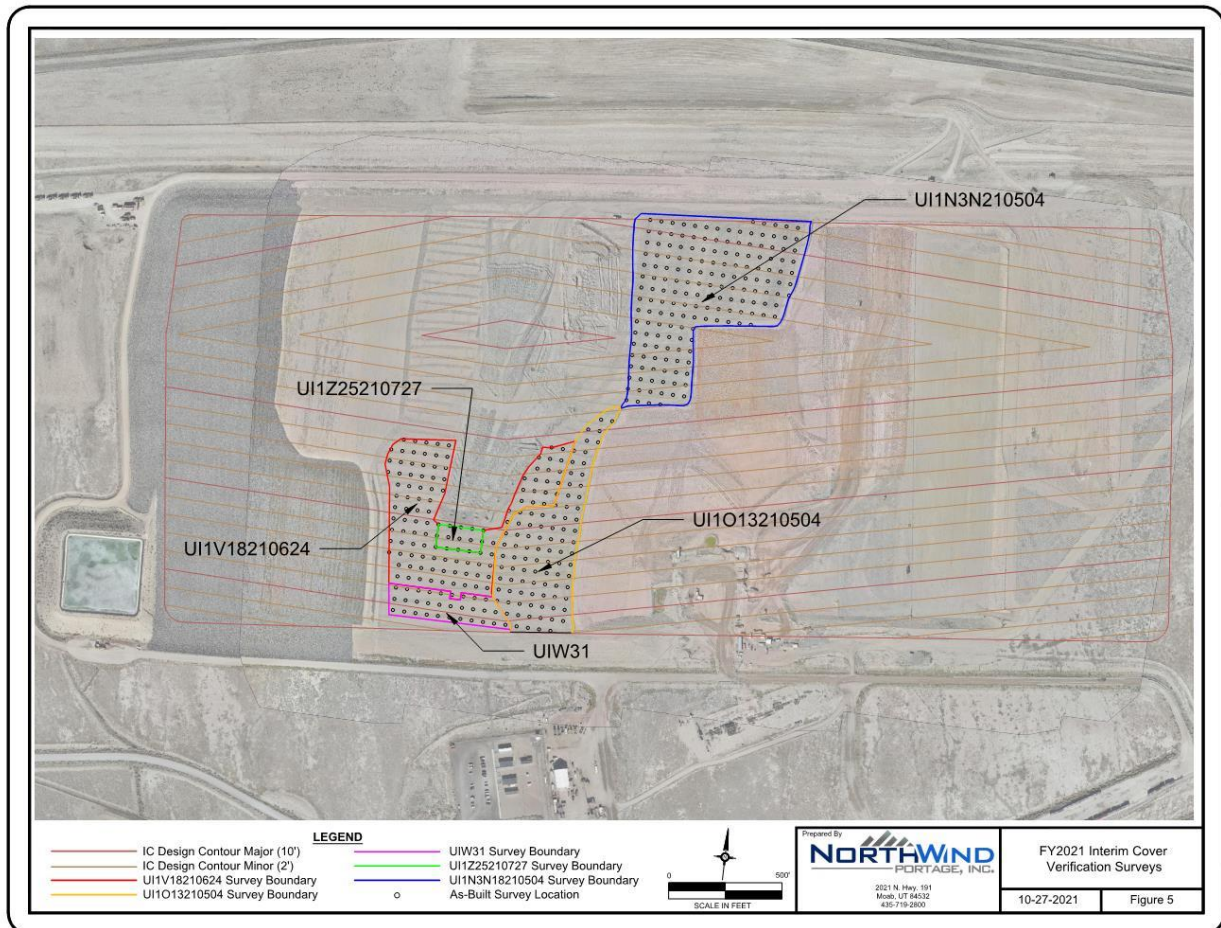 UI1N3N210504
UI1Z25210727
UI1V18210624
UI1O13210504
UIW31
LEGEND
IC Design Contour Major (10')
IC Design Contour Minor (2')
UI1V18210624 Survey Boundary
UI1O13210504 Survey Boundary
UIW31 Survey Boundary
UI1Z25210727 Survey Boundary
UI1N3N18210504 Survey Boundary
As-Built Survey Location
0 500'
SCALE IN FEET
Prepared By
NORTHWIND
PORTAGE, INC.
2021 N. Hwy. 191
Moab, UT 84532
435-719-2800
FY2021 Interim Cover
Verification Surveys
10-27-2021
Figure 5